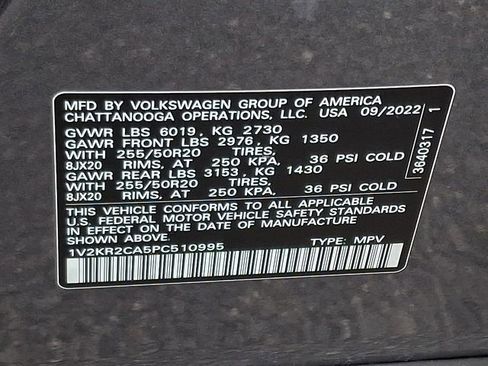 MFD BY VOLKSWAGEN GROUP OF AMERICA
CHATTANOOGA OPERATIONS, LLC. USA 09/2022
GVWR LBS 6019, KG 2730
GAWR FRONT LBS 2976, KG 1350
WITH 255/50R20 TIRES,
8JX20 RIMS, AT 250 KPA, 36 PSI COLD
GAWR REAR LBS 3153, KG 1430
WITH 255/50R20 TIRES,
8JX20 RIMS, AT 250 KPA, 36 PSI COLD
THIS VEHICLE CONFORMS TO ALL APPLICABLE
U.S. FEDERAL MOTOR VEHICLE SAFETY STANDARDS
IN EFFECT ON THE DATE OF MANUFACTURE
SHOWN ABOVE.
1V2KR2CA5PC510995 TYPE: MPV
3840317 1